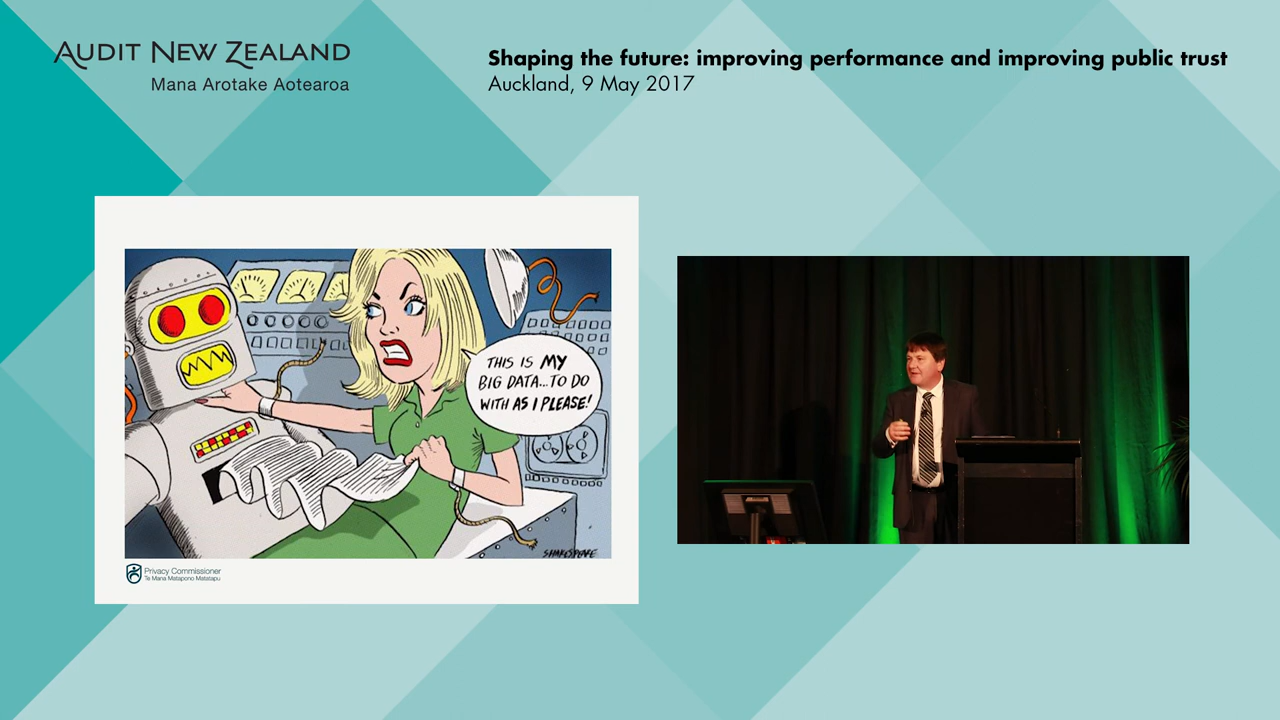 AUDIT NEW ZEALAND
Mana Arotake Aotearoa
Shaping the future: improving performance and improving public trust
Auckland, 9 May 2017
THIS IS MY
BIG DATA...TO DO
WITH AS I PLEASE!
SHAKESPEARE
Privacy Commissioner
Te Mana Matapono Matatapu